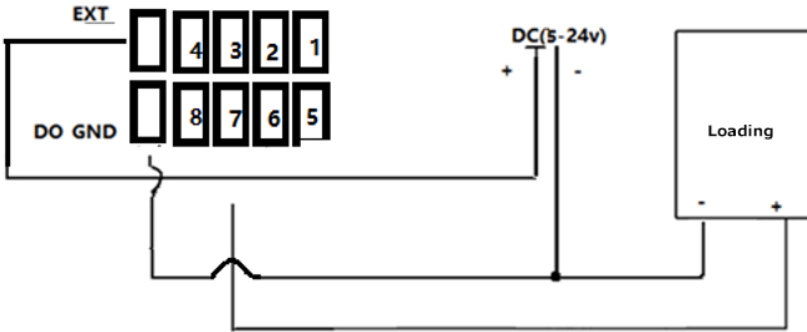 EXT
4 3 2 1
DC(5-24v)
+ -
DO GND
8 7 6 5
Loading
- +